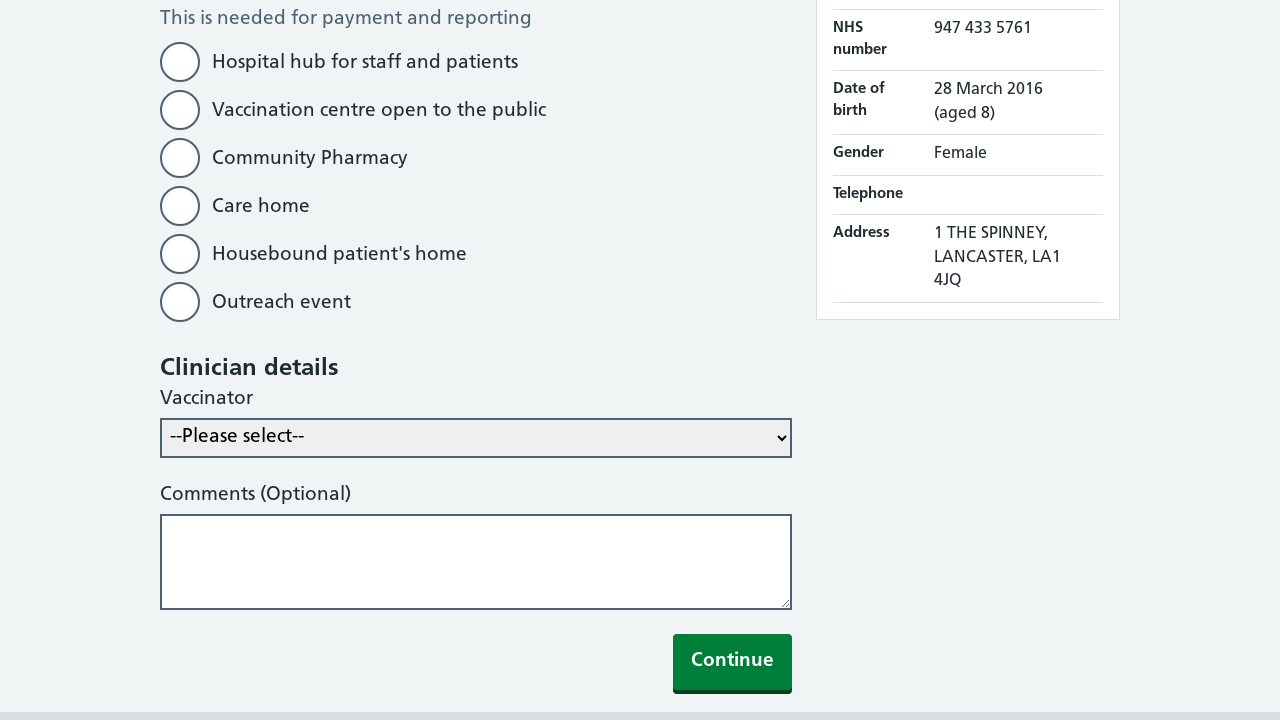 This is needed for payment and reporting
Hospital hub for staff and patients
Vaccination centre open to the public
Community Pharmacy
Care home
Housebound patient's home
Outreach event
Clinician details
Vaccinator
--Please select--
Comments (Optional)
Continue
NHS
number
947 433 5761
Date of
birth
28 March 2016
(aged 8)
Gender
Female
Telephone
Address
1 THE SPINNEY,
LANCASTER, LA1
4JQ